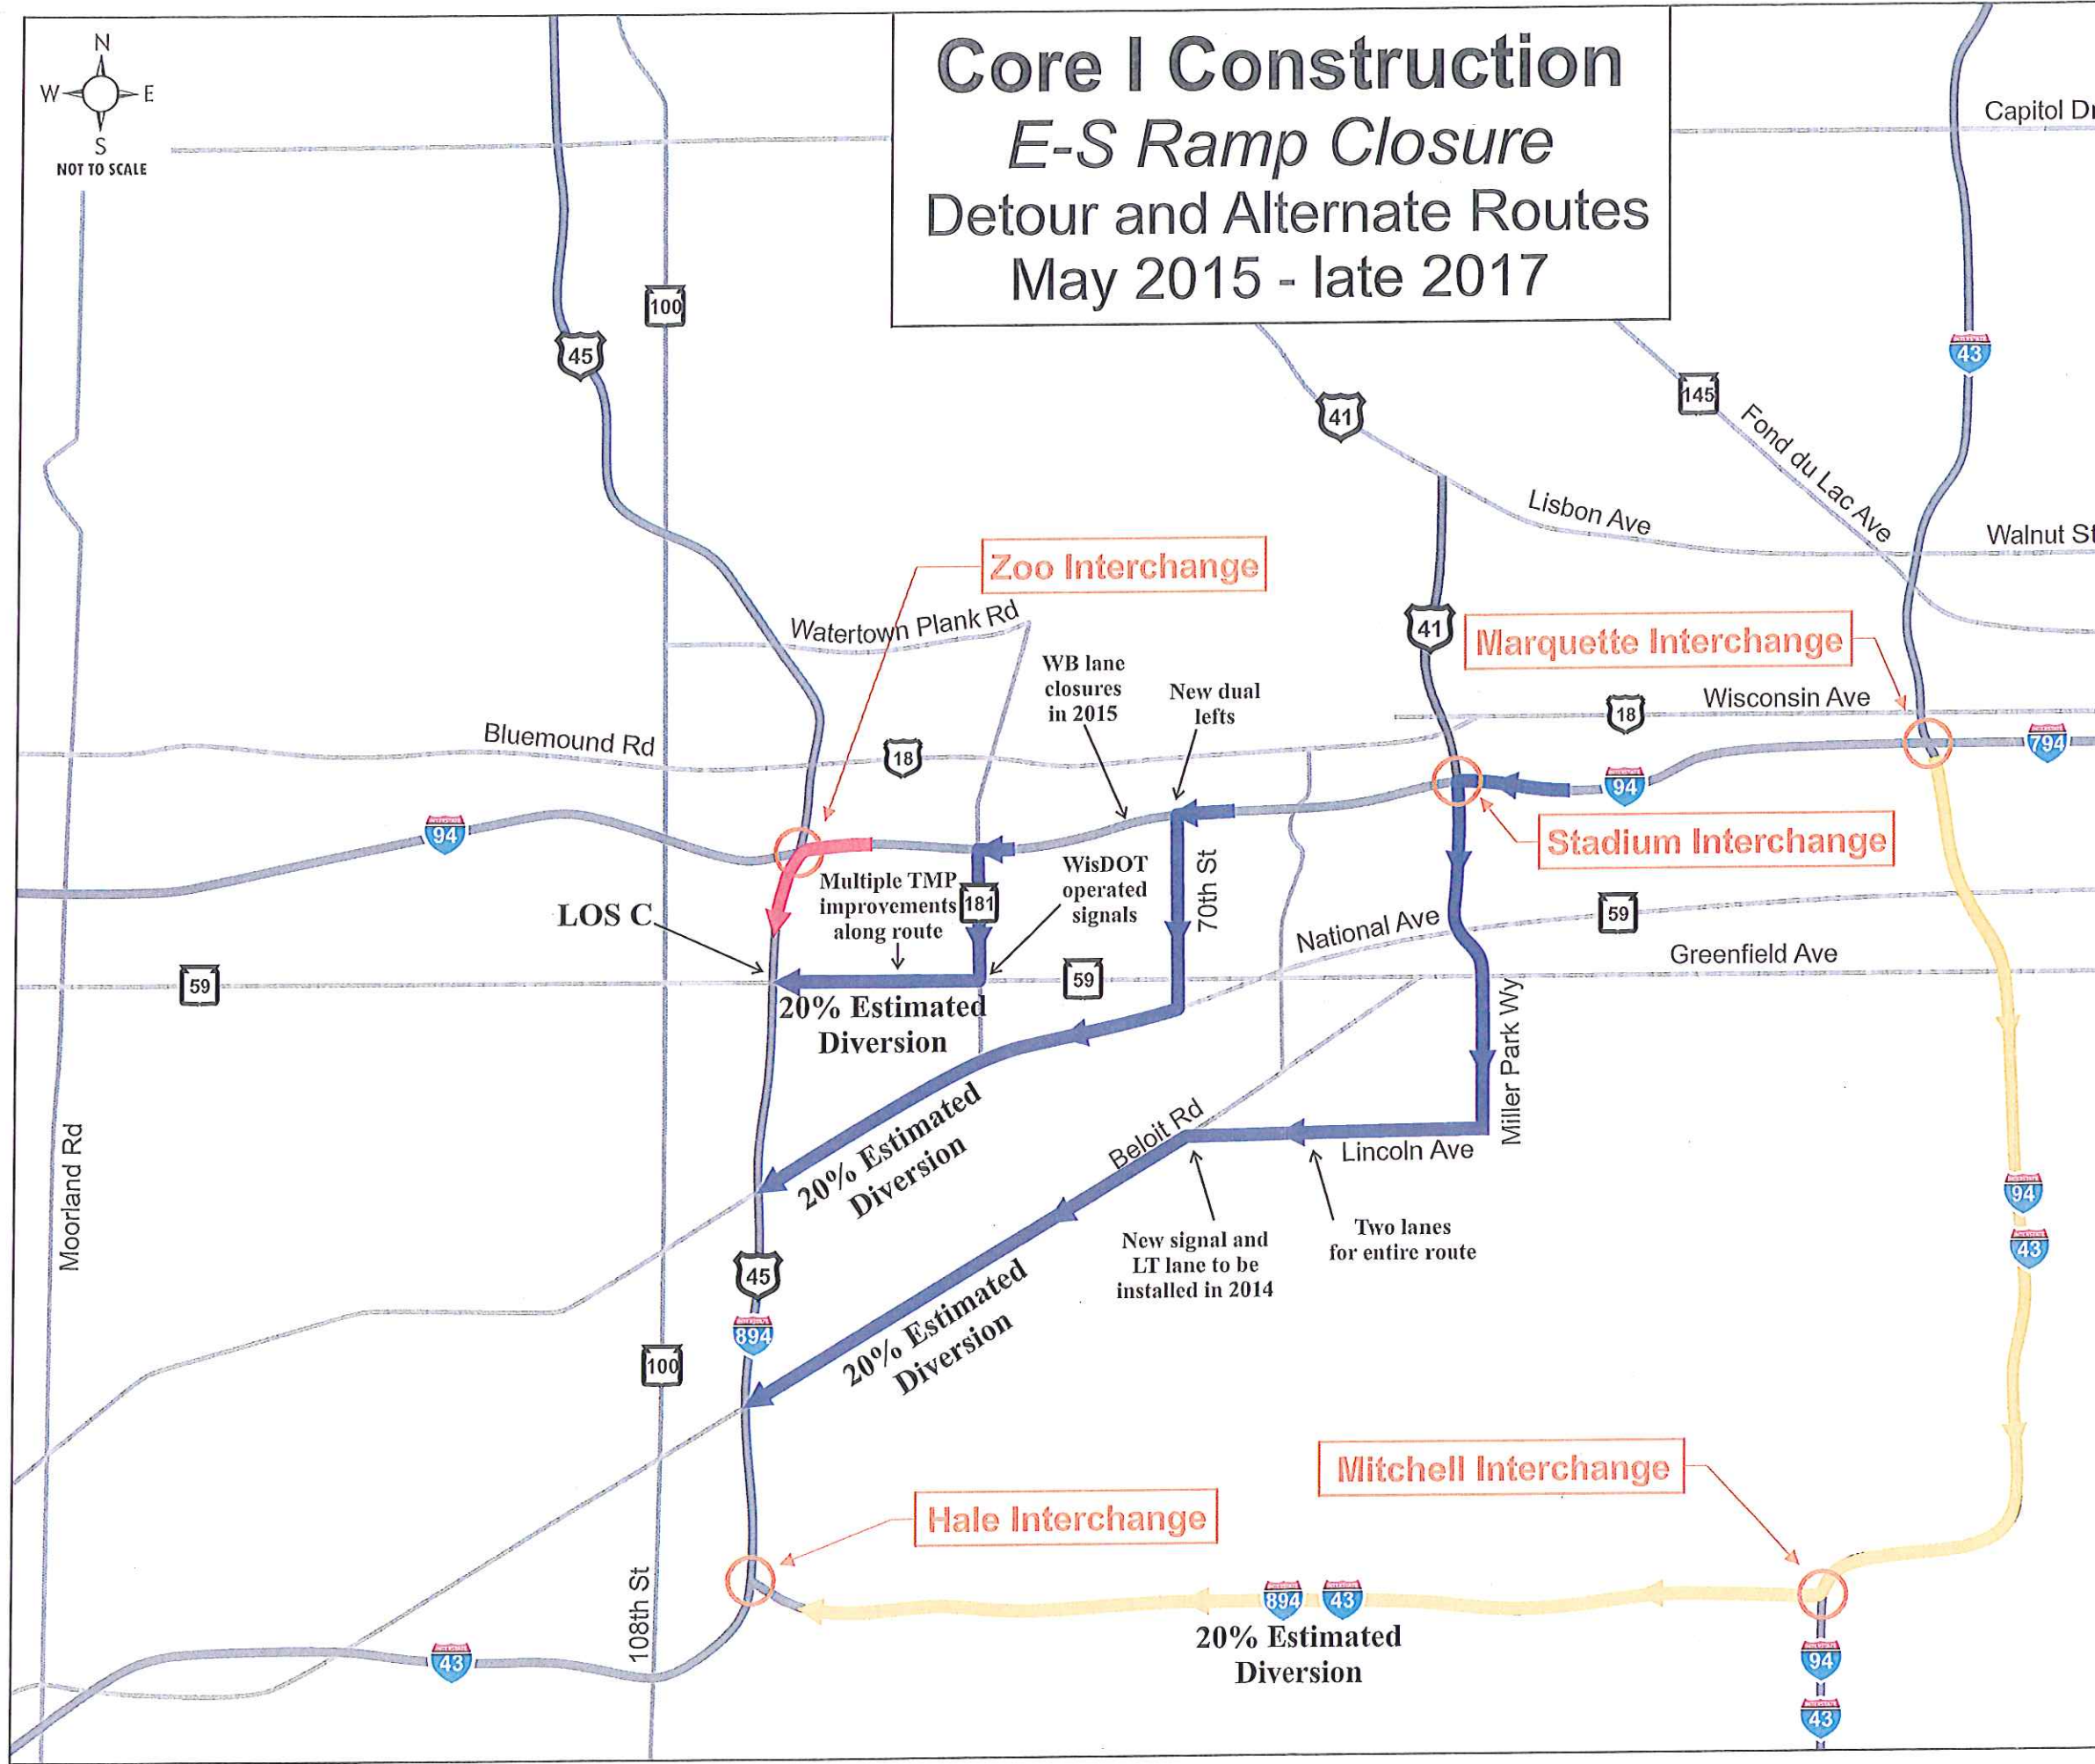 Core I Construction
E-S Ramp Closure
Detour and Alternate Routes
May 2015 - late 2017
N
W E
S
NOT TO SCALE
Capitol Dr
100
45
43
41
145
Fond du Lac Ave
Lisbon Ave
Walnut St
Zoo Interchange
Watertown Plank Rd
41
Marquette Interchange
WB lane
closures
in 2015
New dual
lefts
Wisconsin Ave
18
Bluemound Rd
18
INTERSTATE
794
INTERSTATE
94
INTERSTATE
94
Stadium Interchange
Multiple TMP
improvements
along route
181
WisDOT
operated
signals
70th St
LOS C
National Ave
59
Greenfield Ave
59
59
20% Estimated
Diversion
Miller Park Wy
20% Estimated
Diversion
Beloit Rd
Lincoln Ave
Moorland Rd
New signal and
LT lane to be
installed in 2014
Two lanes
for entire route
94
43
45
894
100
20% Estimated
Diversion
Mitchell Interchange
Hale Interchange
108th St
894
43
20% Estimated
Diversion
43
94
43